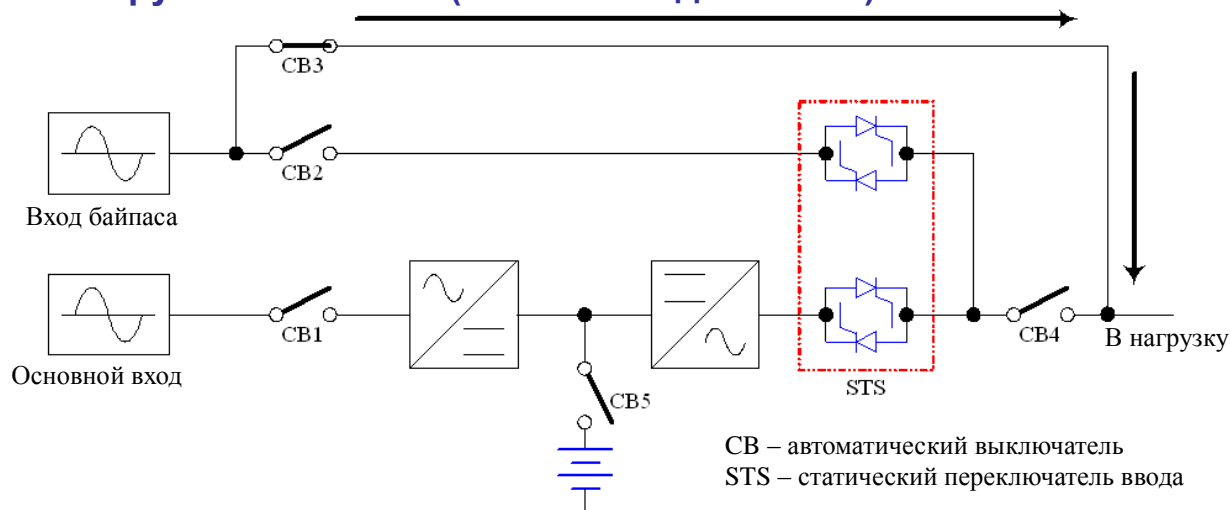 CB3
CB2
Вход байпаса
CB1
CB4
В нагрузку
Основной вход
CB5
STS
CB – автоматический выключатель
STS – статический переключатель ввода